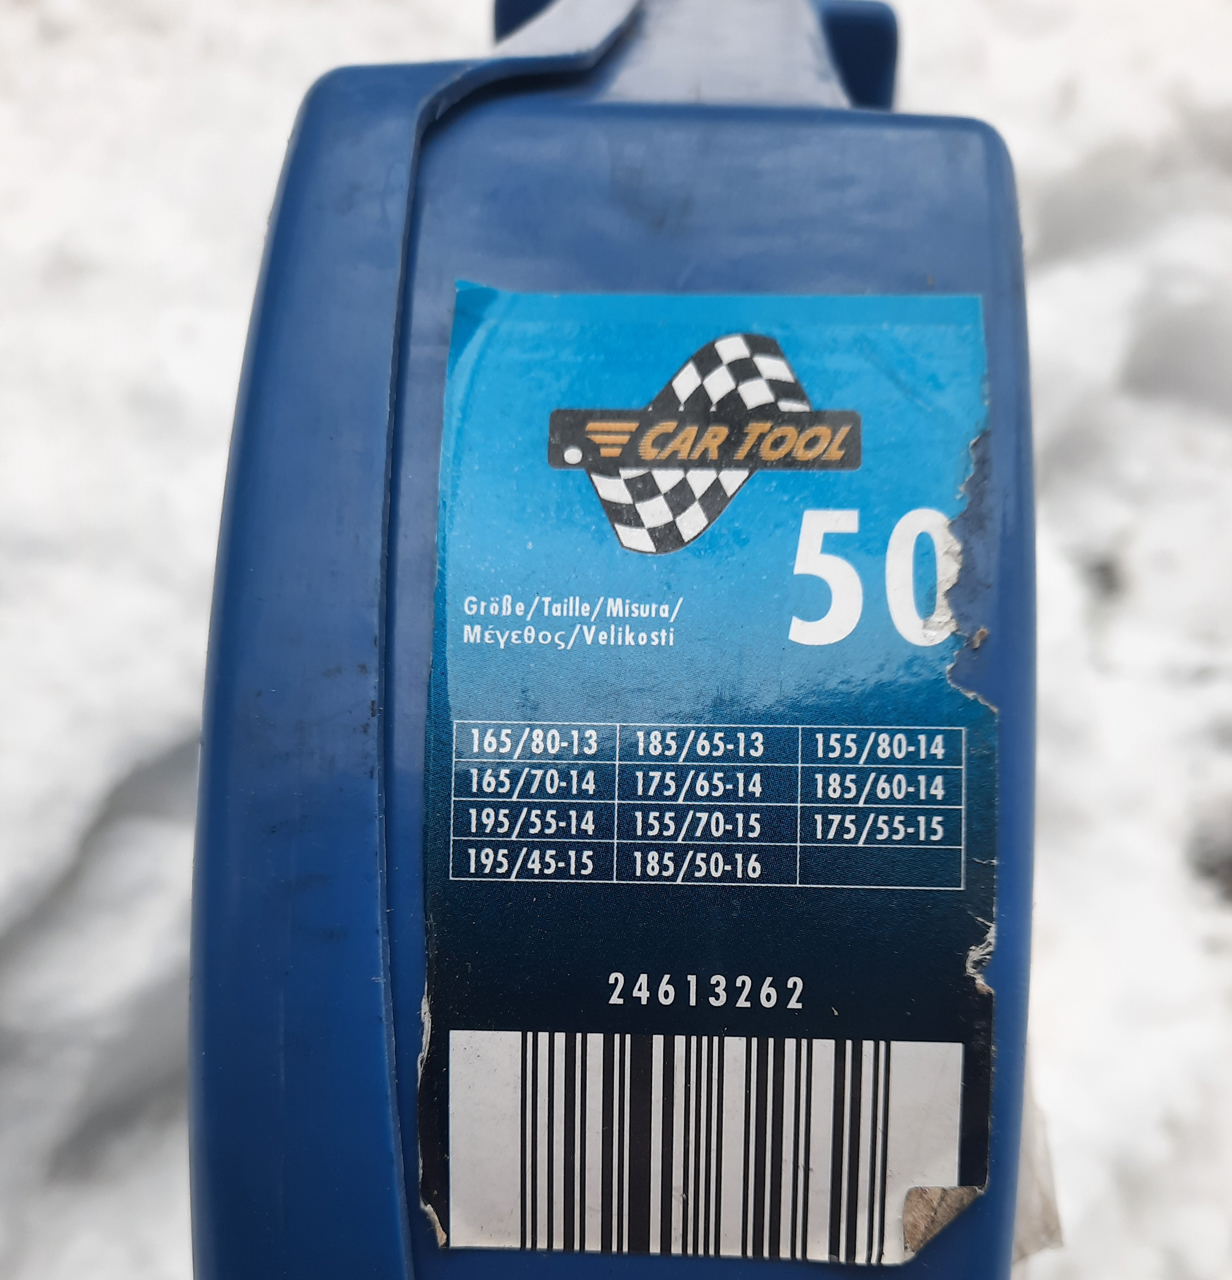 CAR TOOL
50
Größe/Taille/Misura/
Μέγεθος/Velikosti
165/80-13 185/65-13 155/80-14
165/70-14 175/65-14 185/60-14
195/55-14 155/70-15 175/55-15
195/45-15 185/50-16
24613262